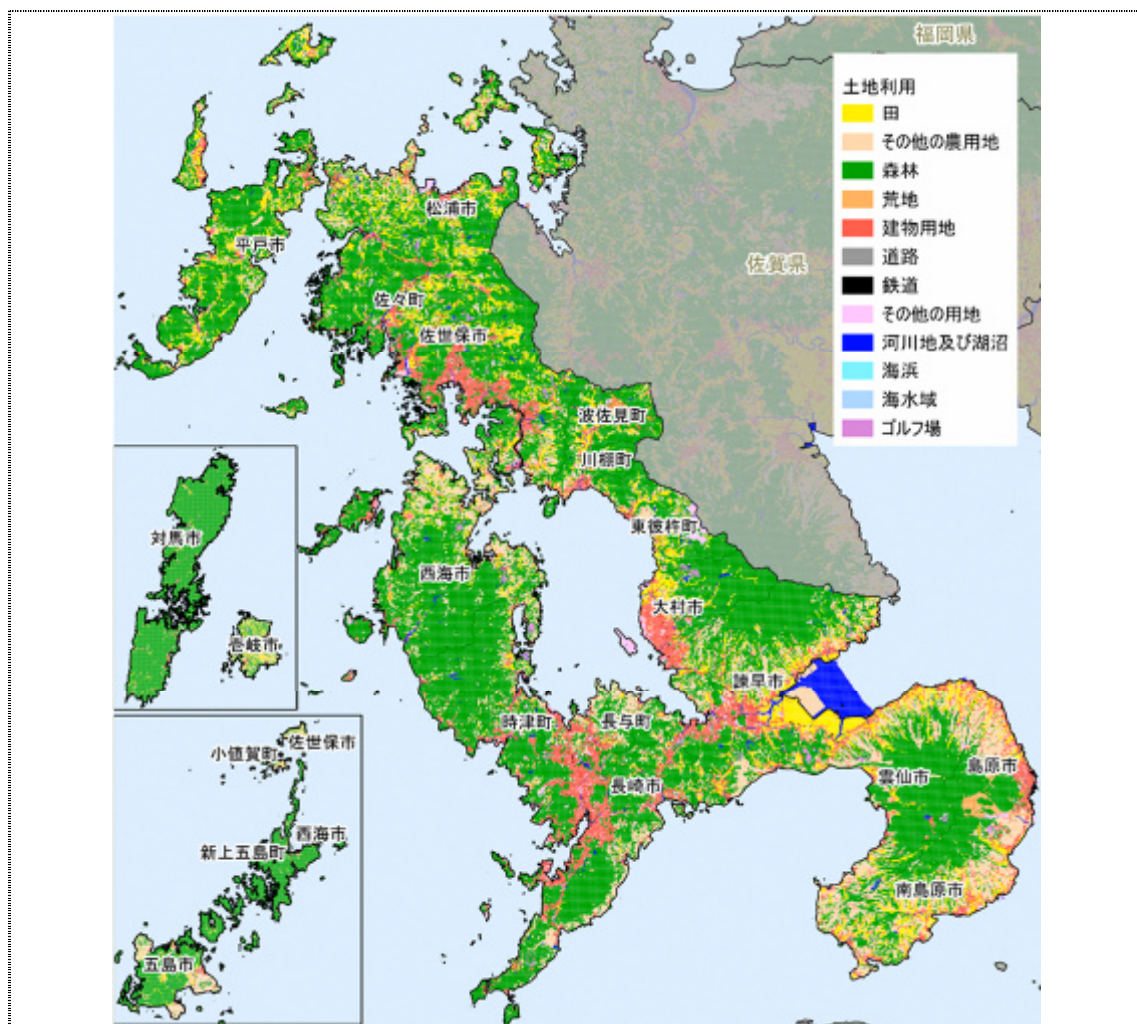 福岡県
土地利用
田
その他の農用地
森林
荒地
建物用地
道路
鉄道
その他の用地
河川地及び湖沼
海浜
海水域
ゴルフ場
佐賀県
松浦市
平戸市
佐々町
佐世保市
波佐見町
川棚町
東彼杵町
対馬市
西海市
大村市
壱岐市
諫早市
時津町
長与町
佐世保市
小値賀町
島原市
雲仙市
長崎市
西海市
新上五島町
南島原市
五島市